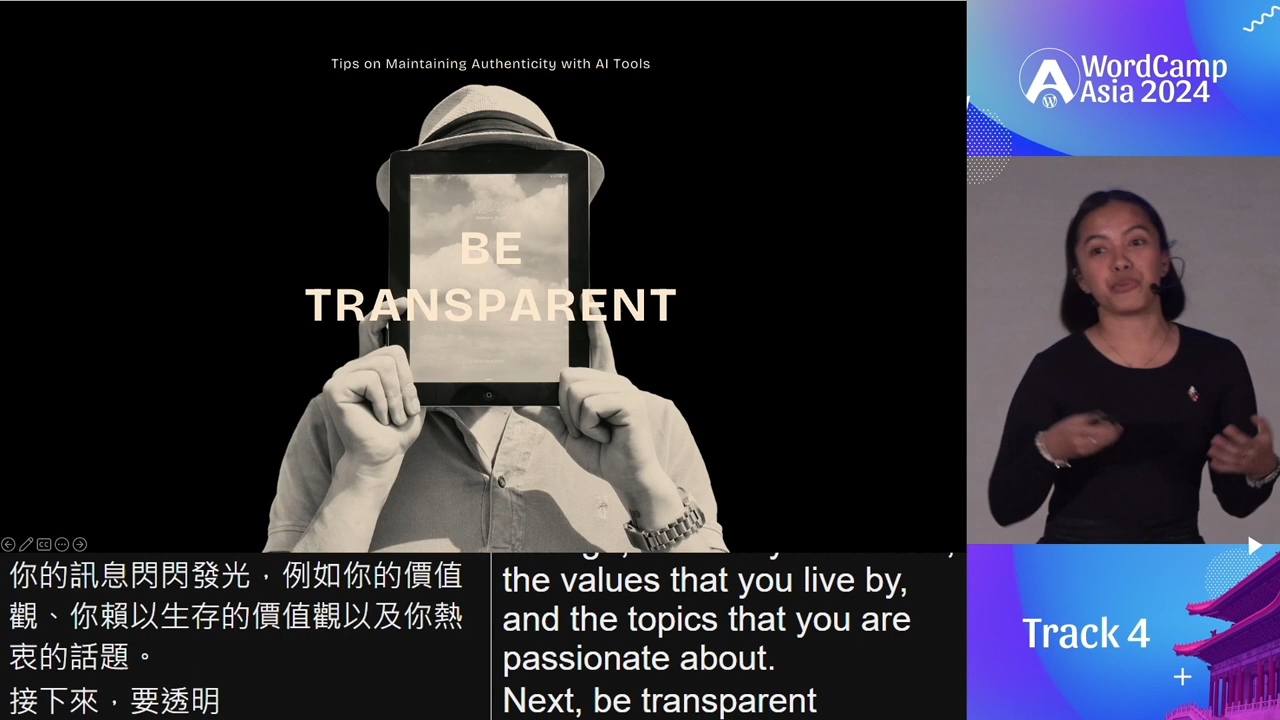 Tips on Maintaining Authenticity with AI Tools
BE
TRANSPARENT
WordCamp
Asia 2024
你的訊息閃閃發光，例如你的價值
觀、你賴以生存的價值觀以及你熱
衷的話題。
接下來，要透明
the values that you live by,
and the topics that you are
passionate about.
Next, be transparent
Track 4